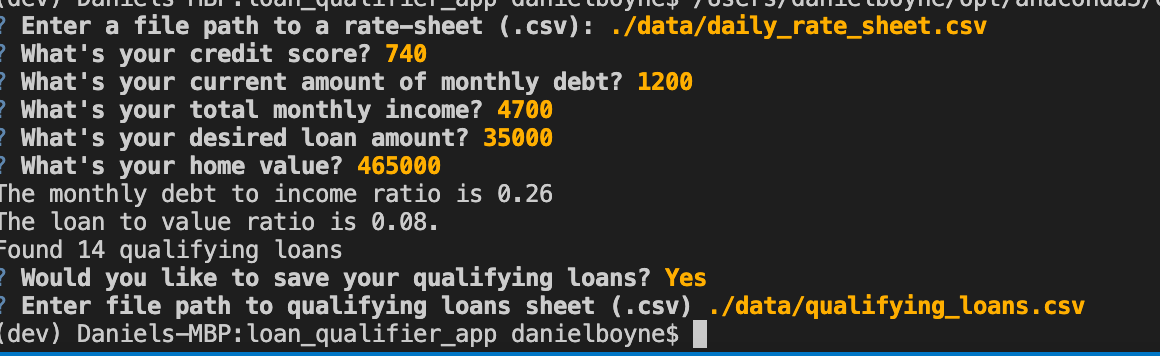 (dev) Daniels-MBP:loan_qualifier_app danielboyne$ /Users/danielboyne/opt/anaconda3/
? Enter a file path to a rate-sheet (.csv): ./data/daily_rate_sheet.csv
? What's your credit score? 740
? What's your current amount of monthly debt? 1200
? What's your total monthly income? 4700
? What's your desired loan amount? 35000
? What's your home value? 465000
The monthly debt to income ratio is 0.26
The loan to value ratio is 0.08.
Found 14 qualifying loans
? Would you like to save your qualifying loans? Yes
? Enter file path to qualifying loans sheet (.csv) ./data/qualifying_loans.csv
(dev) Daniels-MBP:loan_qualifier_app danielboyne$